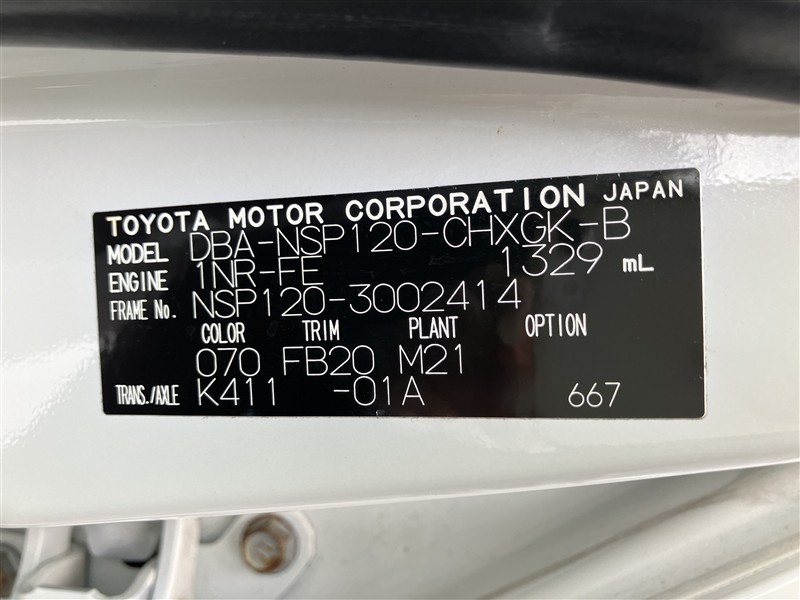 TOYOTA MOTOR CORPORATION JAPAN
MODEL DBA-NSP120-CHXGK-B
ENGINE 1NR-FE 1329 mL
FRAME No. NSP120-3002414
COLOR TRIM PLANT OPTION
070 FB20 M21
TRANS./AXLE K411 -01A 667